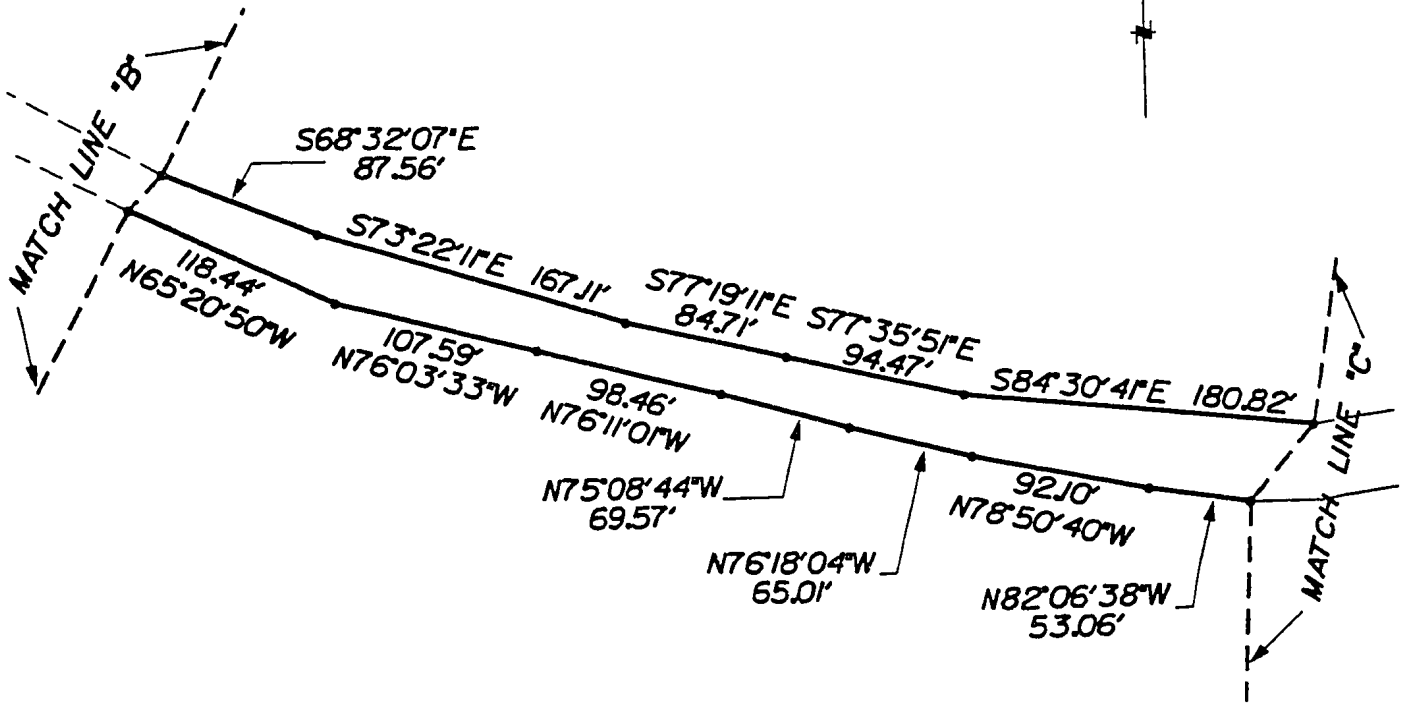 MATCH LINE "B"
S68°32'07"E
87.56'
S73°22'11"E 167.11'
S77°19'11"E
84.71'
S77°35'51"E
94.47'
S84°30'41"E 180.82'
MATCH LINE "C"
118.44'
N65°20'50"W
107.59'
N76°03'33"W
98.46'
N76°11'01"W
N75°08'44"W
69.57'
N76°18'04"W
65.01'
92.10'
N78°50'40"W
N82°06'38"W
53.06'